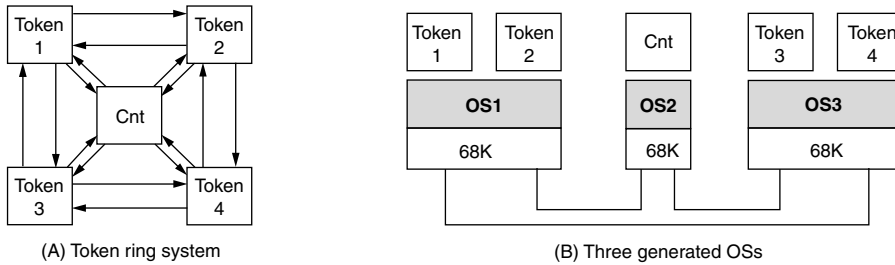 Token
1
Token
2
Cnt
Token
3
Token
4
(A) Token ring system
Token
1
Token
2
Cnt
Token
3
Token
4
OS1
OS2
OS3
68K
68K
68K
(B) Three generated OSs